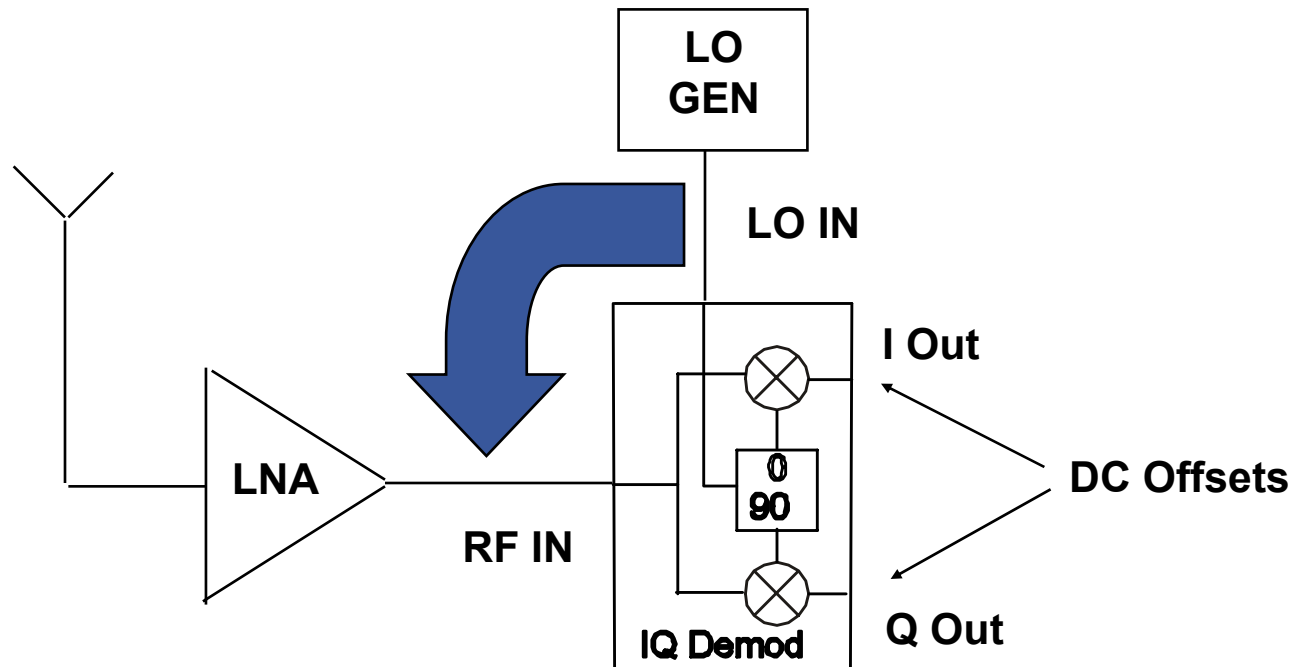 LO
GEN
LO IN
I Out
LNA
0
90
DC Offsets
RF IN
Q Out
IQ Demod